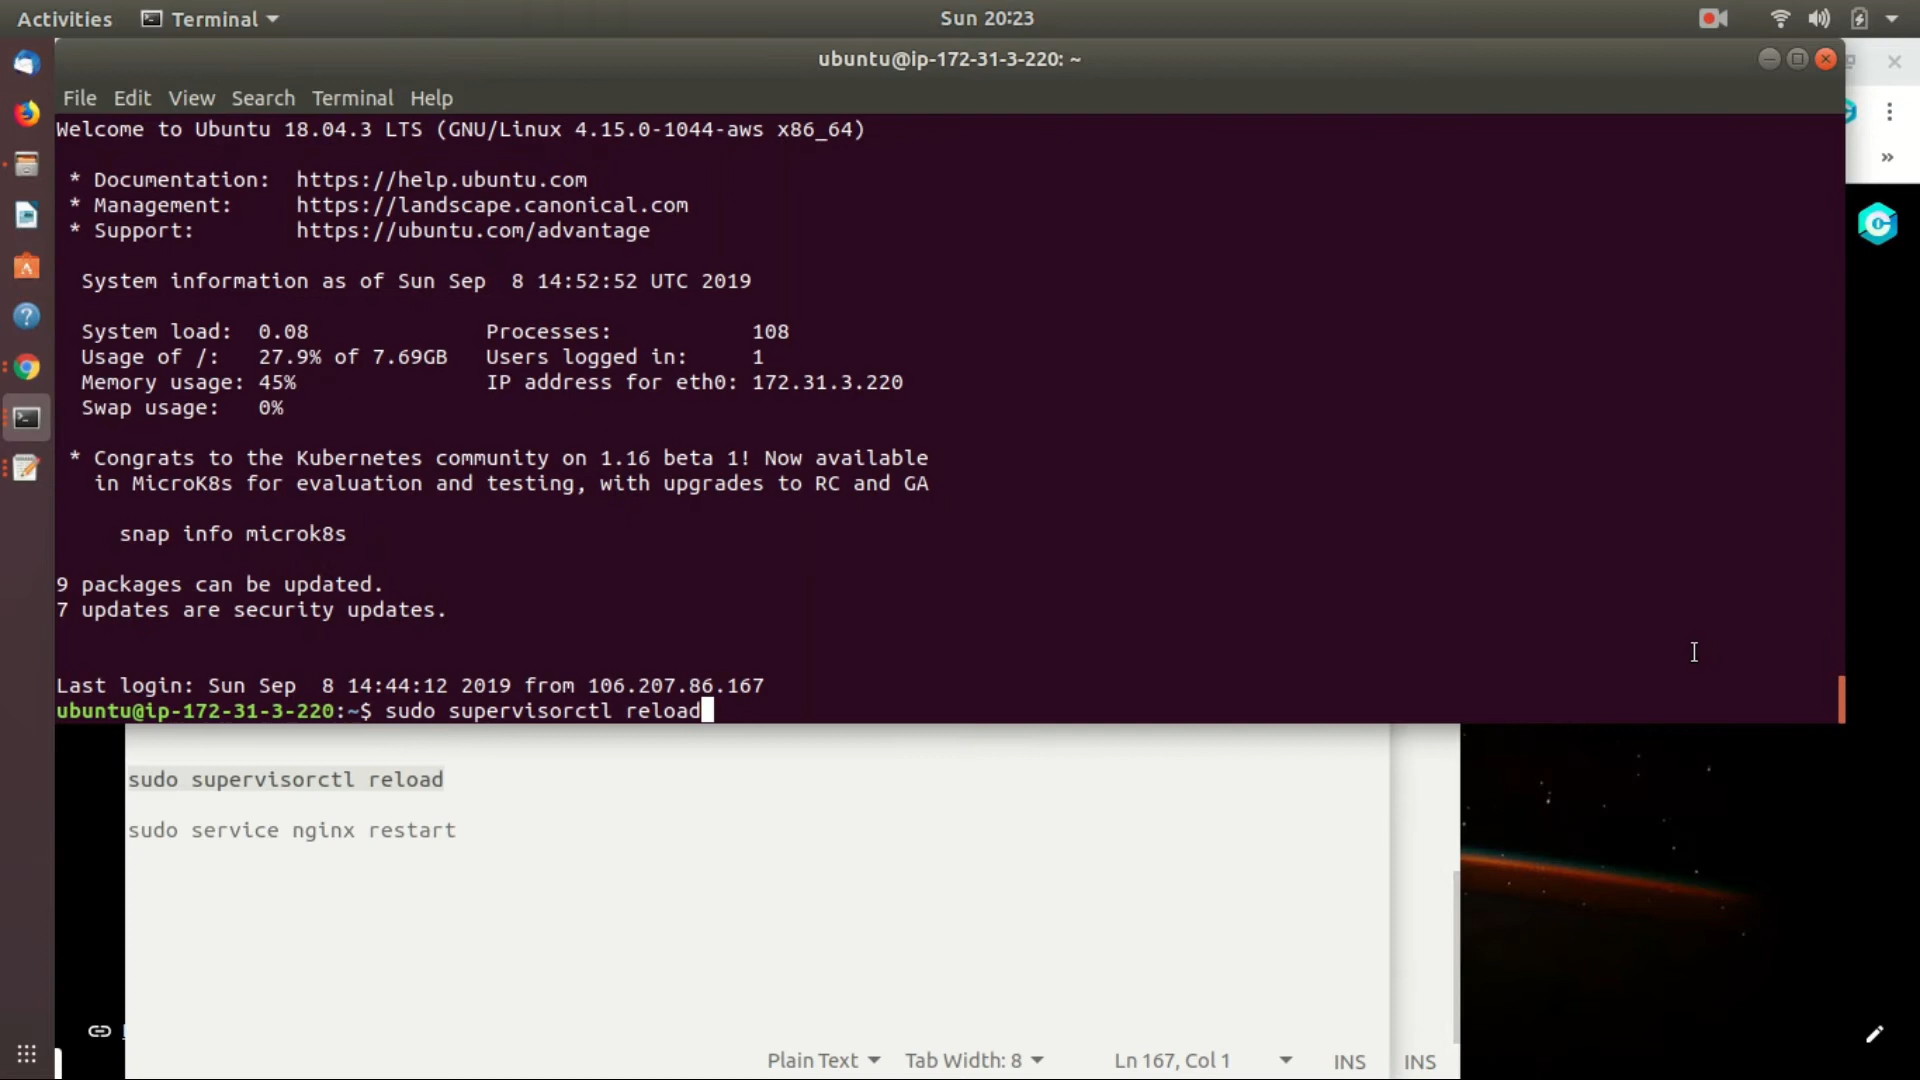 Activities
Terminal
Sun 20:23
ubuntu@ip-172-31-3-220: ~
File Edit View Search Terminal Help
Welcome to Ubuntu 18.04.3 LTS (GNU/Linux 4.15.0-1044-aws x86_64)
* Documentation: https://help.ubuntu.com
* Management: https://landscape.canonical.com
* Support: https://ubuntu.com/advantage
System information as of Sun Sep 8 14:52:52 UTC 2019
System load: 0.08 Processes: 108
Usage of /: 27.9% of 7.69GB Users logged in: 1
Memory usage: 45% IP address for eth0: 172.31.3.220
Swap usage: 0%
* Congrats to the Kubernetes community on 1.16 beta 1! Now available
in MicroK8s for evaluation and testing, with upgrades to RC and GA
snap info microk8s
9 packages can be updated.
7 updates are security updates.
Last login: Sun Sep 8 14:44:12 2019 from 106.207.86.167
ubuntu@ip-172-31-3-220:~$ sudo supervisorctl reload
sudo supervisorctl reload
sudo service nginx restart
Plain Text Tab Width: 8 Ln 167, Col 1 INS INS